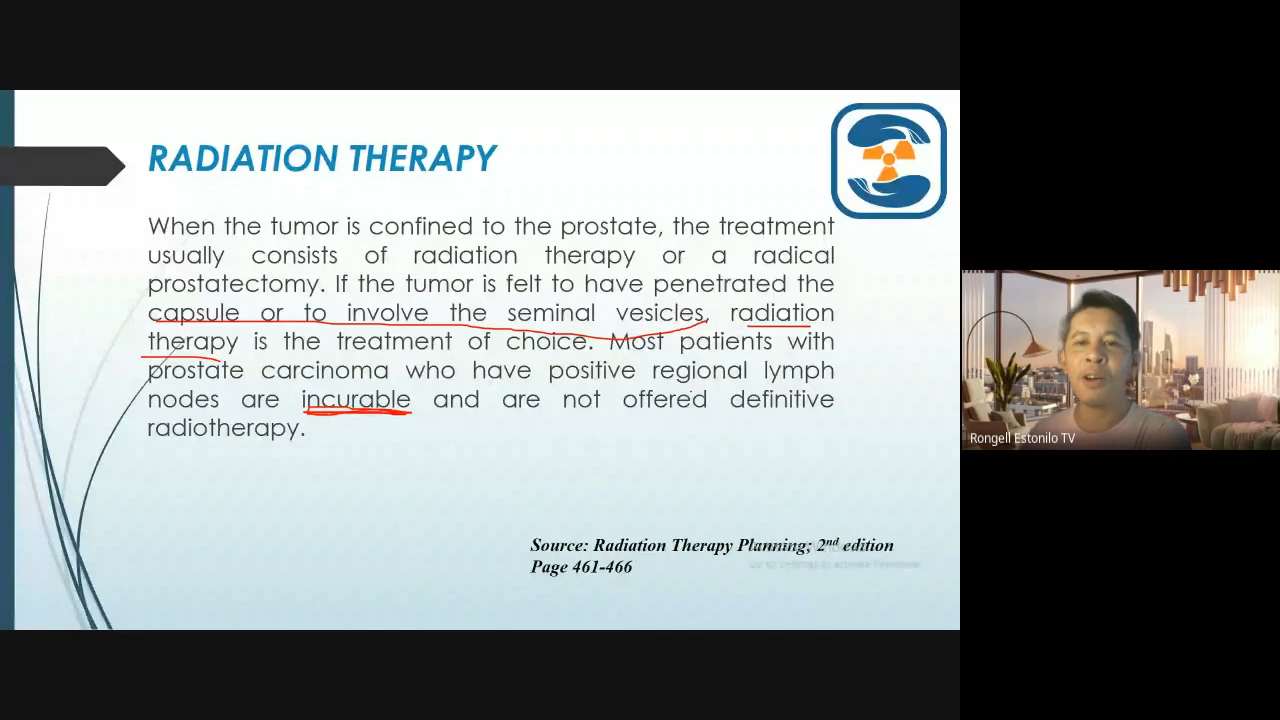 RADIATION THERAPY
When the tumor is confined to the prostate, the treatment
usually consists of radiation therapy or a radical
prostatectomy. If the tumor is felt to have penetrated the
capsule or to involve the seminal vesicles, radiation
therapy is the treatment of choice. Most patients with
prostate carcinoma who have positive regional lymph
nodes are incurable and are not offered definitive
radiotherapy.
Source: Radiation Therapy Planning; 2nd edition
Page 461-466
Rongell Estonilo TV